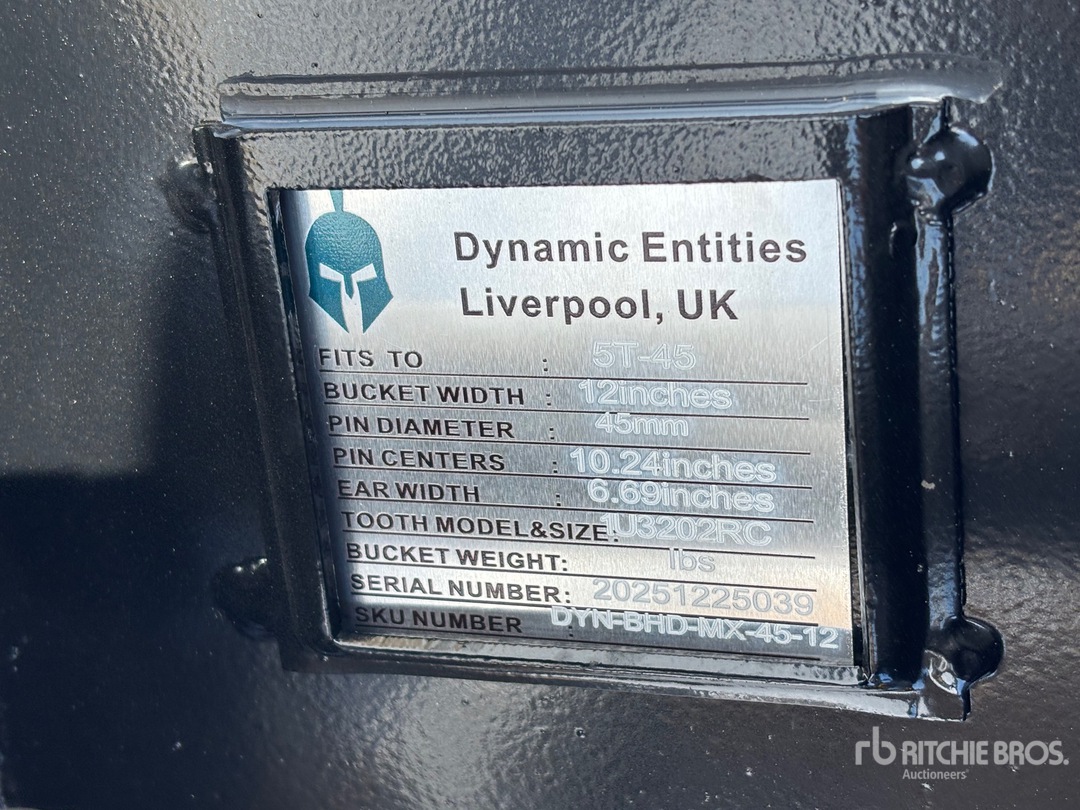 Dynamic Entities
Liverpool, UK
FITS TO : 5T-45
BUCKET WIDTH : 12inches
PIN DIAMETER : 45mm
PIN CENTERS : 10.24inches
EAR WIDTH : 6.69inches
TOOTH MODEL&SIZE: 1U3202RC
BUCKET WEIGHT: lbs
SERIAL NUMBER: 20251225039
SKU NUMBER : DYN-BHD-MX-45-12
rb RITCHIE BROS.
Auctioneers